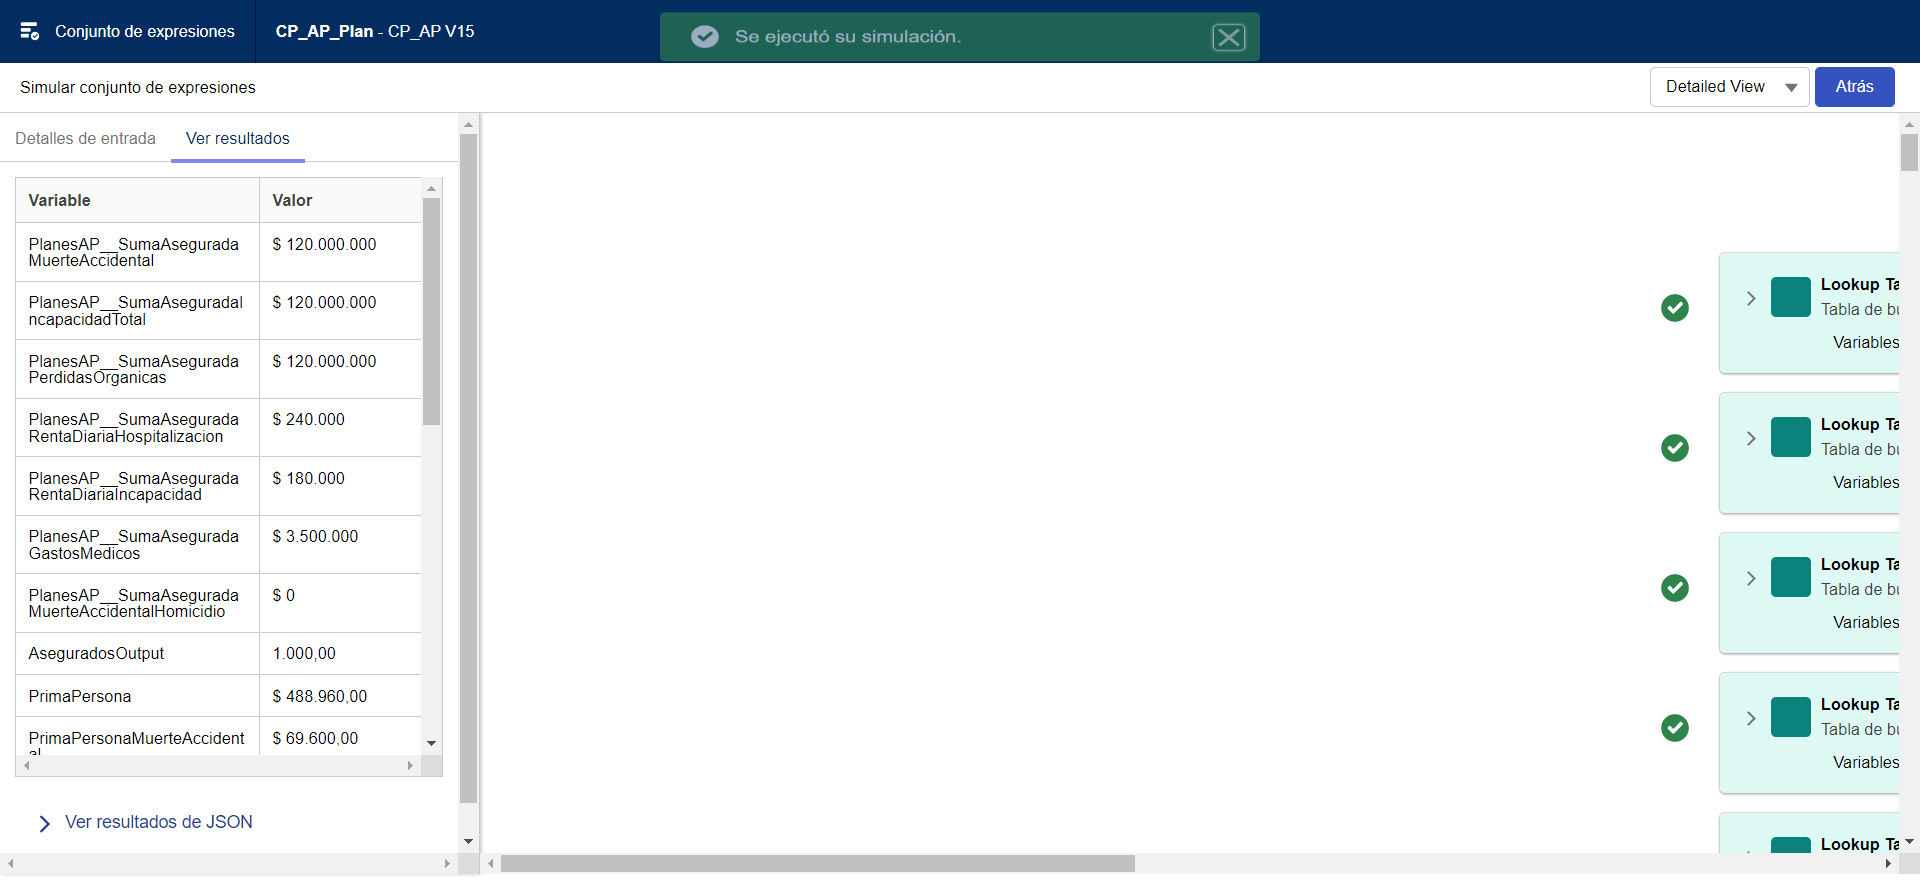 Conjunto de expresiones
CP_AP_Plan - CP_AP V15
Se ejecutó su simulación.
Simular conjunto de expresiones
Detailed View
Atrás
Detalles de entrada
Ver resultados
Variable
Valor
PlanesAP__SumaAsegurada
MuerteAccidental
$ 120.000.000
PlanesAP__SumaAseguradaI
ncapacidadTotal
$ 120.000.000
PlanesAP__SumaAsegurada
PerdidasOrganicas
$ 120.000.000
PlanesAP__SumaAsegurada
RentaDiariaHospitalizacion
$ 240.000
PlanesAP__SumaAsegurada
RentaDiariaIncapacidad
$ 180.000
PlanesAP__SumaAsegurada
GastosMedicos
$ 3.500.000
PlanesAP__SumaAsegurada
MuerteAccidentalHomicidio
$ 0
AseguradosOutput
1.000,00
PrimaPersona
$ 488.960,00
PrimaPersonaMuerteAccident
al
$ 69.600,00
Ver resultados de JSON
Lookup Ta
Tabla de bu
Variables
Lookup Ta
Tabla de bu
Variables
Lookup Ta
Tabla de bu
Variables
Lookup Ta
Tabla de bu
Variables
Lookup Ta